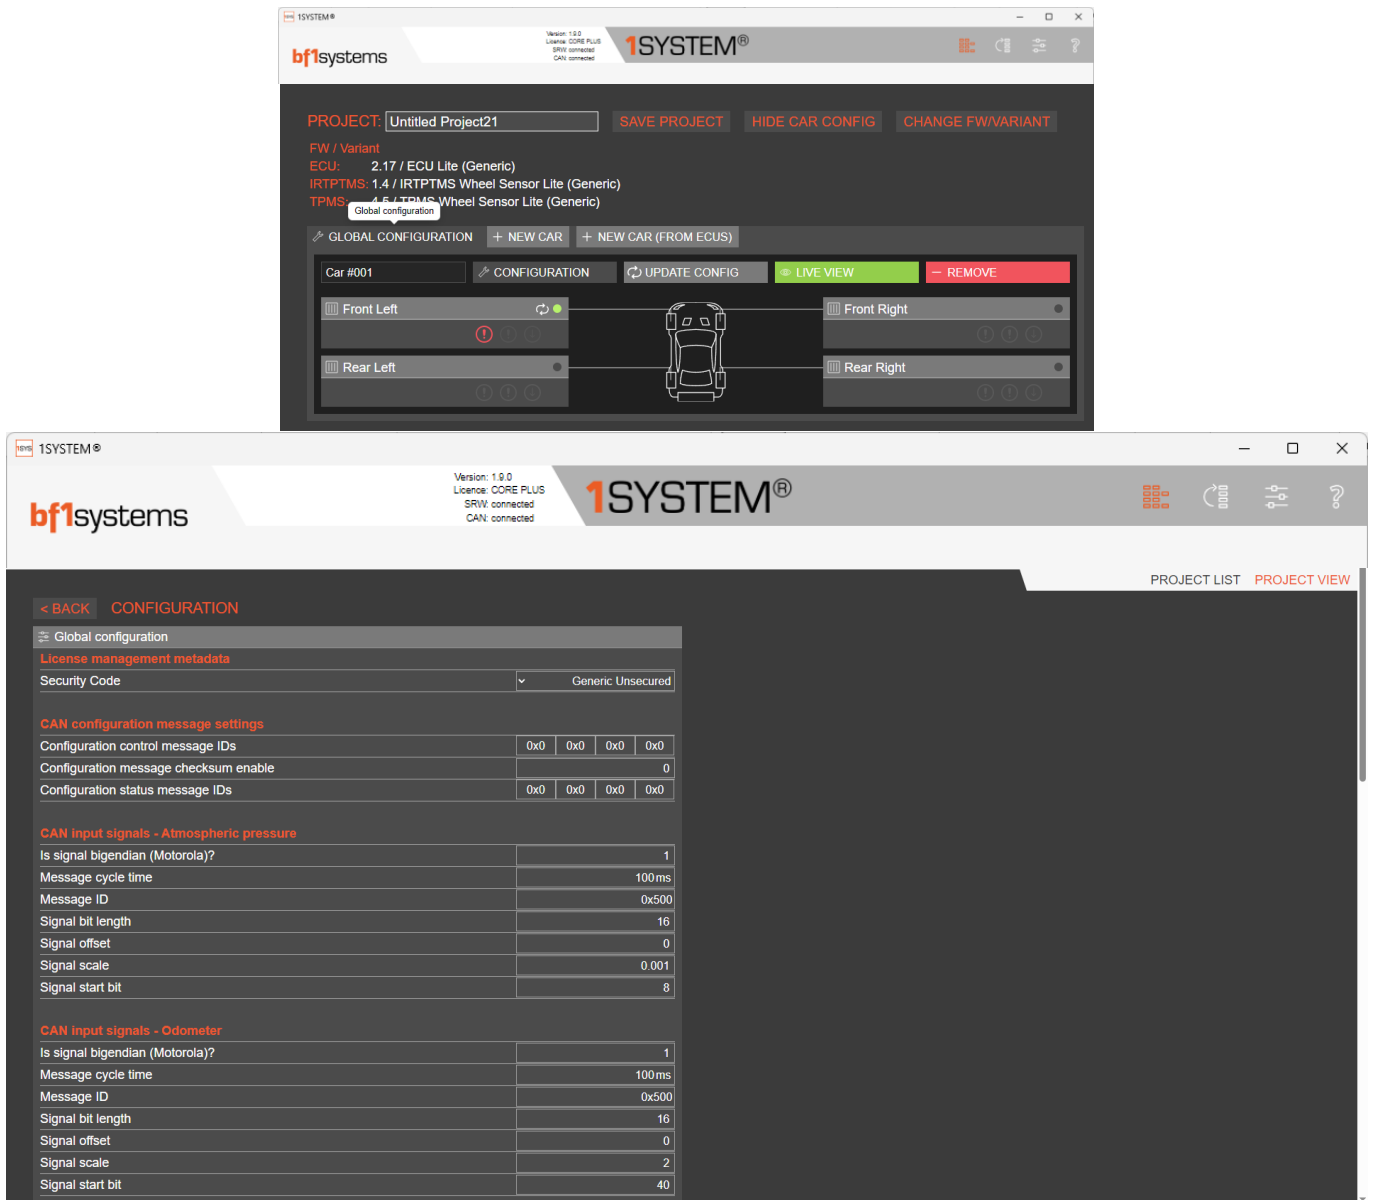 1SYSTEM®
bf1systems
Version: 1.9.0
Licence: CORE PLUS
SRW: connected
CAN: connected
1SYSTEM®
PROJECT: Untitled Project21 SAVE PROJECT HIDE CAR CONFIG CHANGE FW/VARIANT
FW / Variant
ECU: 2.17 / ECU Lite (Generic)
IRTPTMS: 1.4 / IRTPTMS Wheel Sensor Lite (Generic)
TPMS: 4.5 / TPMS Wheel Sensor Lite (Generic)
Global configuration
GLOBAL CONFIGURATION + NEW CAR + NEW CAR (FROM ECUS)
Car #001 CONFIGURATION UPDATE CONFIG LIVE VIEW − REMOVE
Front Left Front Right
Rear Left Rear Right
1SYS 1SYSTEM®
bf1systems
Version: 1.9.0
Licence: CORE PLUS
SRW: connected
CAN: connected
1SYSTEM®
PROJECT LIST PROJECT VIEW
< BACK CONFIGURATION
Global configuration
License management metadata
Security Code Generic Unsecured
CAN configuration message settings
Configuration control message IDs 0x0 0x0 0x0 0x0
Configuration message checksum enable 0
Configuration status message IDs 0x0 0x0 0x0 0x0
CAN input signals - Atmospheric pressure
Is signal bigendian (Motorola)? 1
Message cycle time 100ms
Message ID 0x500
Signal bit length 16
Signal offset 0
Signal scale 0.001
Signal start bit 8
CAN input signals - Odometer
Is signal bigendian (Motorola)? 1
Message cycle time 100ms
Message ID 0x500
Signal bit length 16
Signal offset 0
Signal scale 2
Signal start bit 40